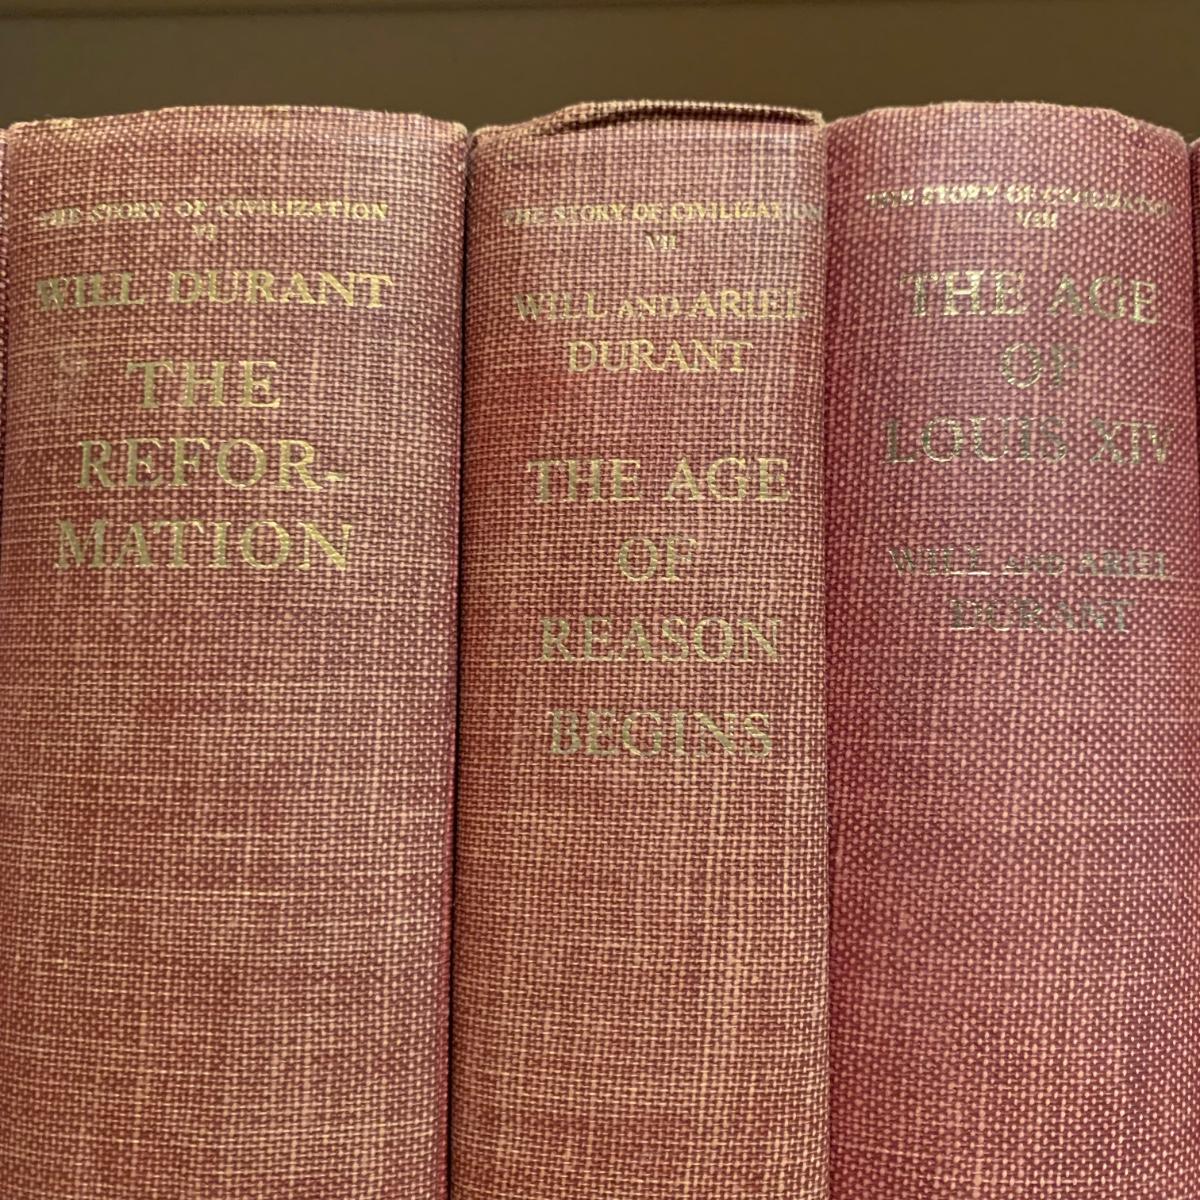 THE STORY OF CIVILIZATION
VI
WILL DURANT
THE
REFOR-
MATION
THE STORY OF CIVILIZATION
VII
WILL AND ARIEL
DURANT
THE AGE
OF
REASON
BEGINS
THE STORY OF CIVILIZATION
VIII
THE AGE
OF
LOUIS XIV
WILL AND ARIEL
DURANT